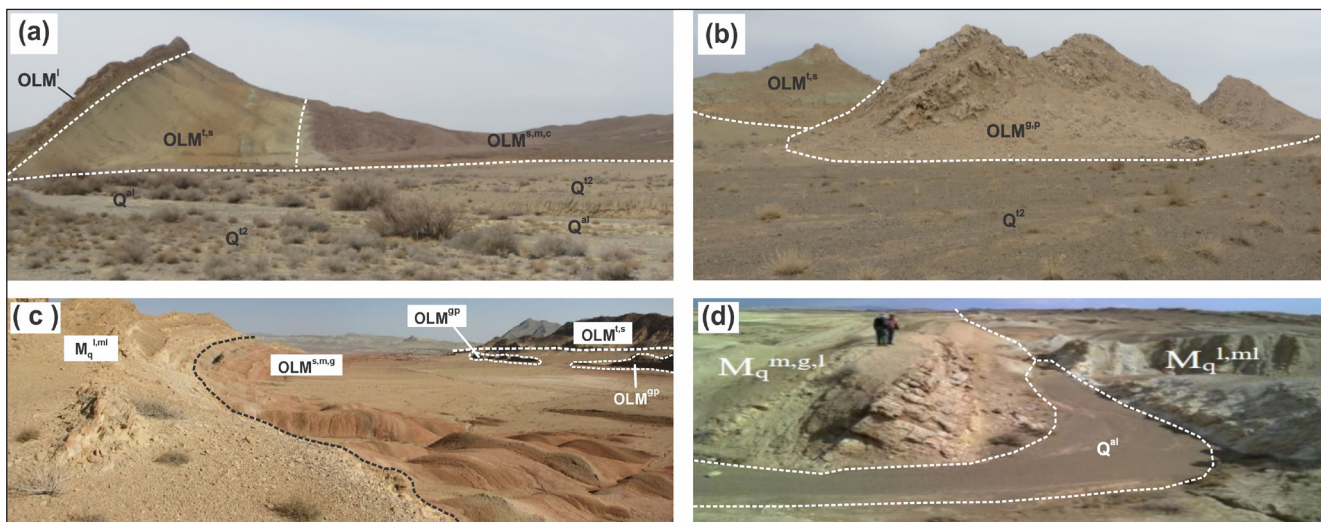 (a)
OLM^l
OLM^t,s
OLM^s,m,c
Q^al
Q^t2
Q^al
Q^t2
(b)
OLM^t,s
OLM^g,p
Q^t2
( c )
M_q^l,ml
OLM^s,m,g
OLM^gp
OLM^t,s
OLM^gp
(d)
M_q^m,g,l
M_q^l,ml
Q^al